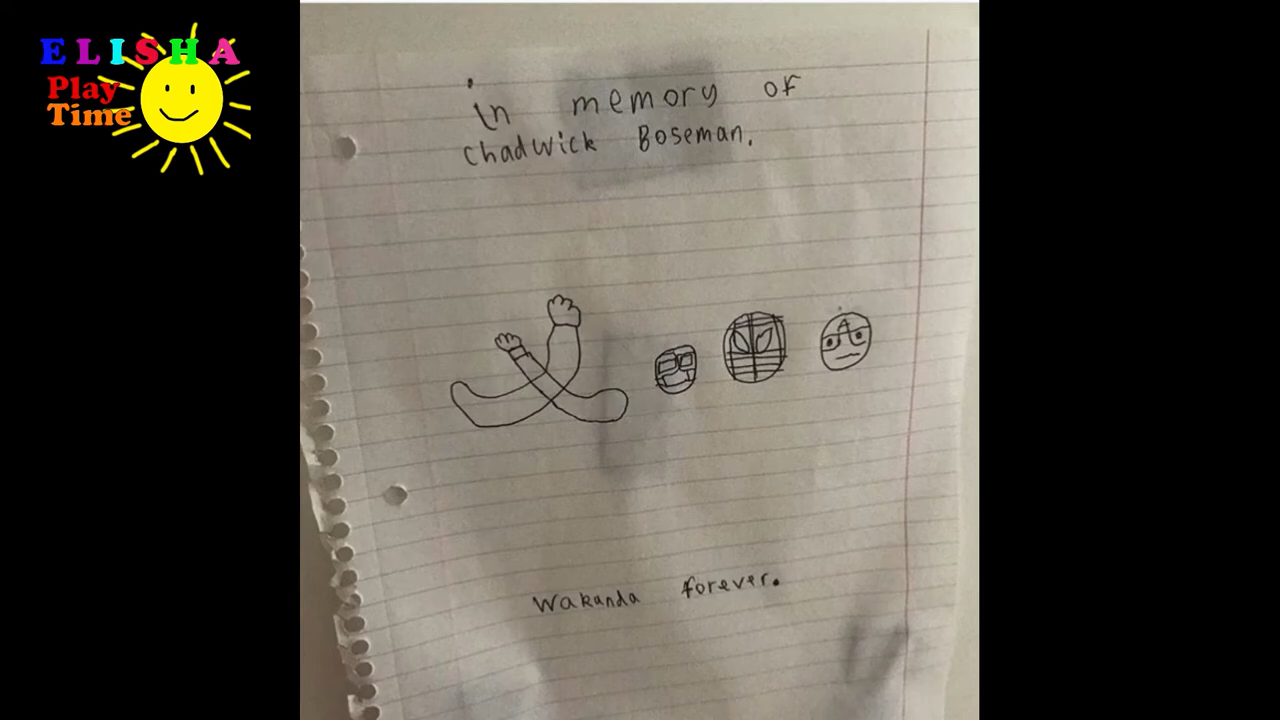 ELISHA
Play
Time
in memory of
chadwick Boseman.
A
Wakanda forever.